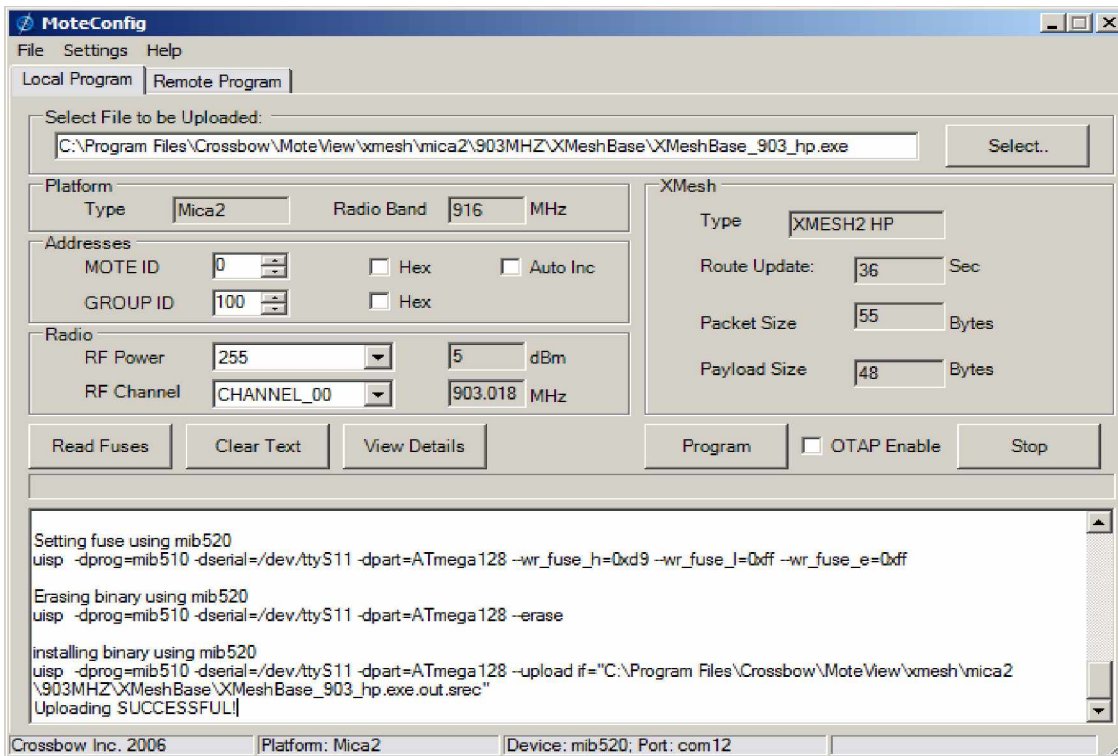 MoteConfig
File Settings Help
Local Program Remote Program
Select File to be Uploaded:
C:\Program Files\Crossbow\MoteView\xmesh\mica2\903MHZ\XMeshBase\XMeshBase_903_hp.exe Select..
Platform
Type Mica2 Radio Band 916 MHz
Addresses
MOTE ID 0 Hex Auto Inc
GROUP ID 100 Hex
Radio
RF Power 255 5 dBm
RF Channel CHANNEL_00 903.018 MHz
XMesh
Type XMESH2 HP
Route Update: 36 Sec
Packet Size 55 Bytes
Payload Size 48 Bytes
Read Fuses Clear Text View Details Program OTAP Enable Stop
Setting fuse using mib520
uisp -dprog=mib510 -dserial=/dev/ttyS11 -dpart=ATmega128 --wr_fuse_h=0xd9 --wr_fuse_l=0xff --wr_fuse_e=0xff
Erasing binary using mib520
uisp -dprog=mib510 -dserial=/dev/ttyS11 -dpart=ATmega128 --erase
installing binary using mib520
uisp -dprog=mib510 -dserial=/dev/ttyS11 -dpart=ATmega128 --upload if="C:\Program Files\Crossbow\MoteView\xmesh\mica2
\903MHZ\XMeshBase\XMeshBase_903_hp.exe.out.srec"
Uploading SUCCESSFUL!
Crossbow Inc. 2006 Platform: Mica2 Device: mib520; Port: com12